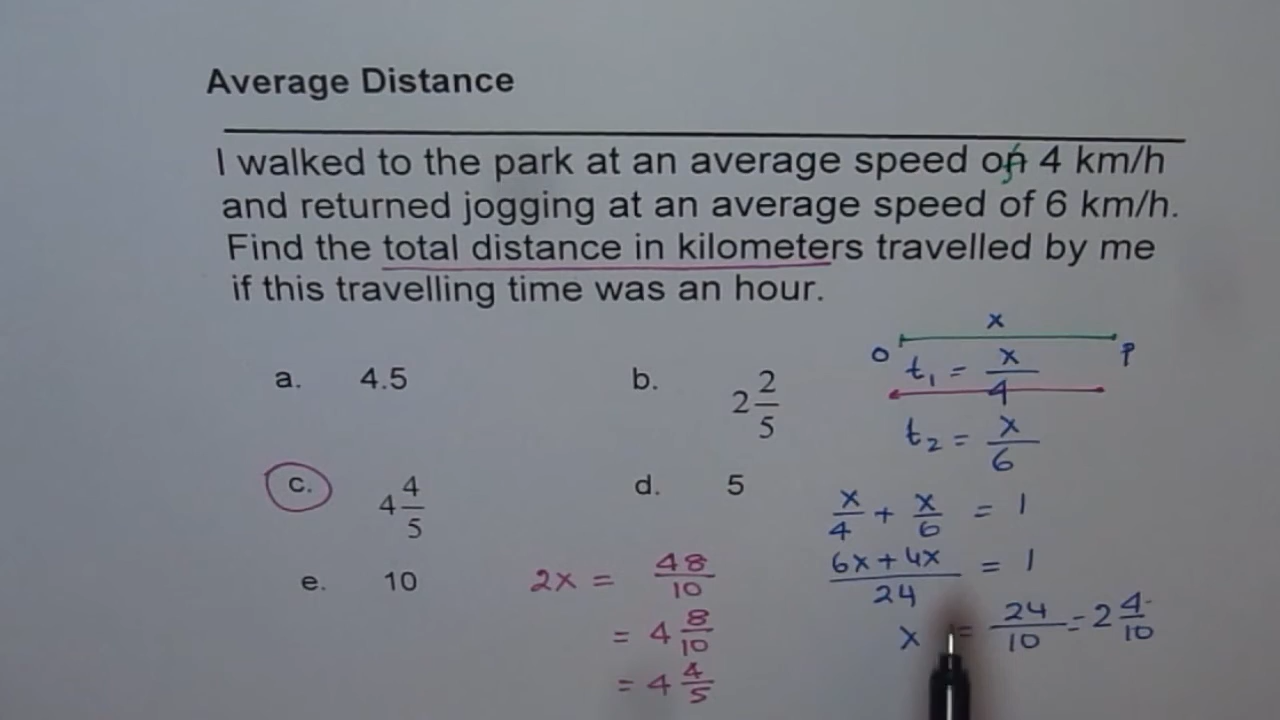 Average Distance
I walked to the park at an average speed of 4 km/h
and returned jogging at an average speed of 6 km/h.
Find the total distance in kilometers travelled by me
if this travelling time was an hour.
x
O P
t₁ = x/4
t₂ = x/6
a. 4.5
b. 2 2/5
c. 4 4/5
d. 5
e. 10
x/4 + x/6 = 1
(6x + 4x)/24 = 1
x = 24/10 = 2 4/10
2x = 48/10
= 4 8/10
= 4 4/5